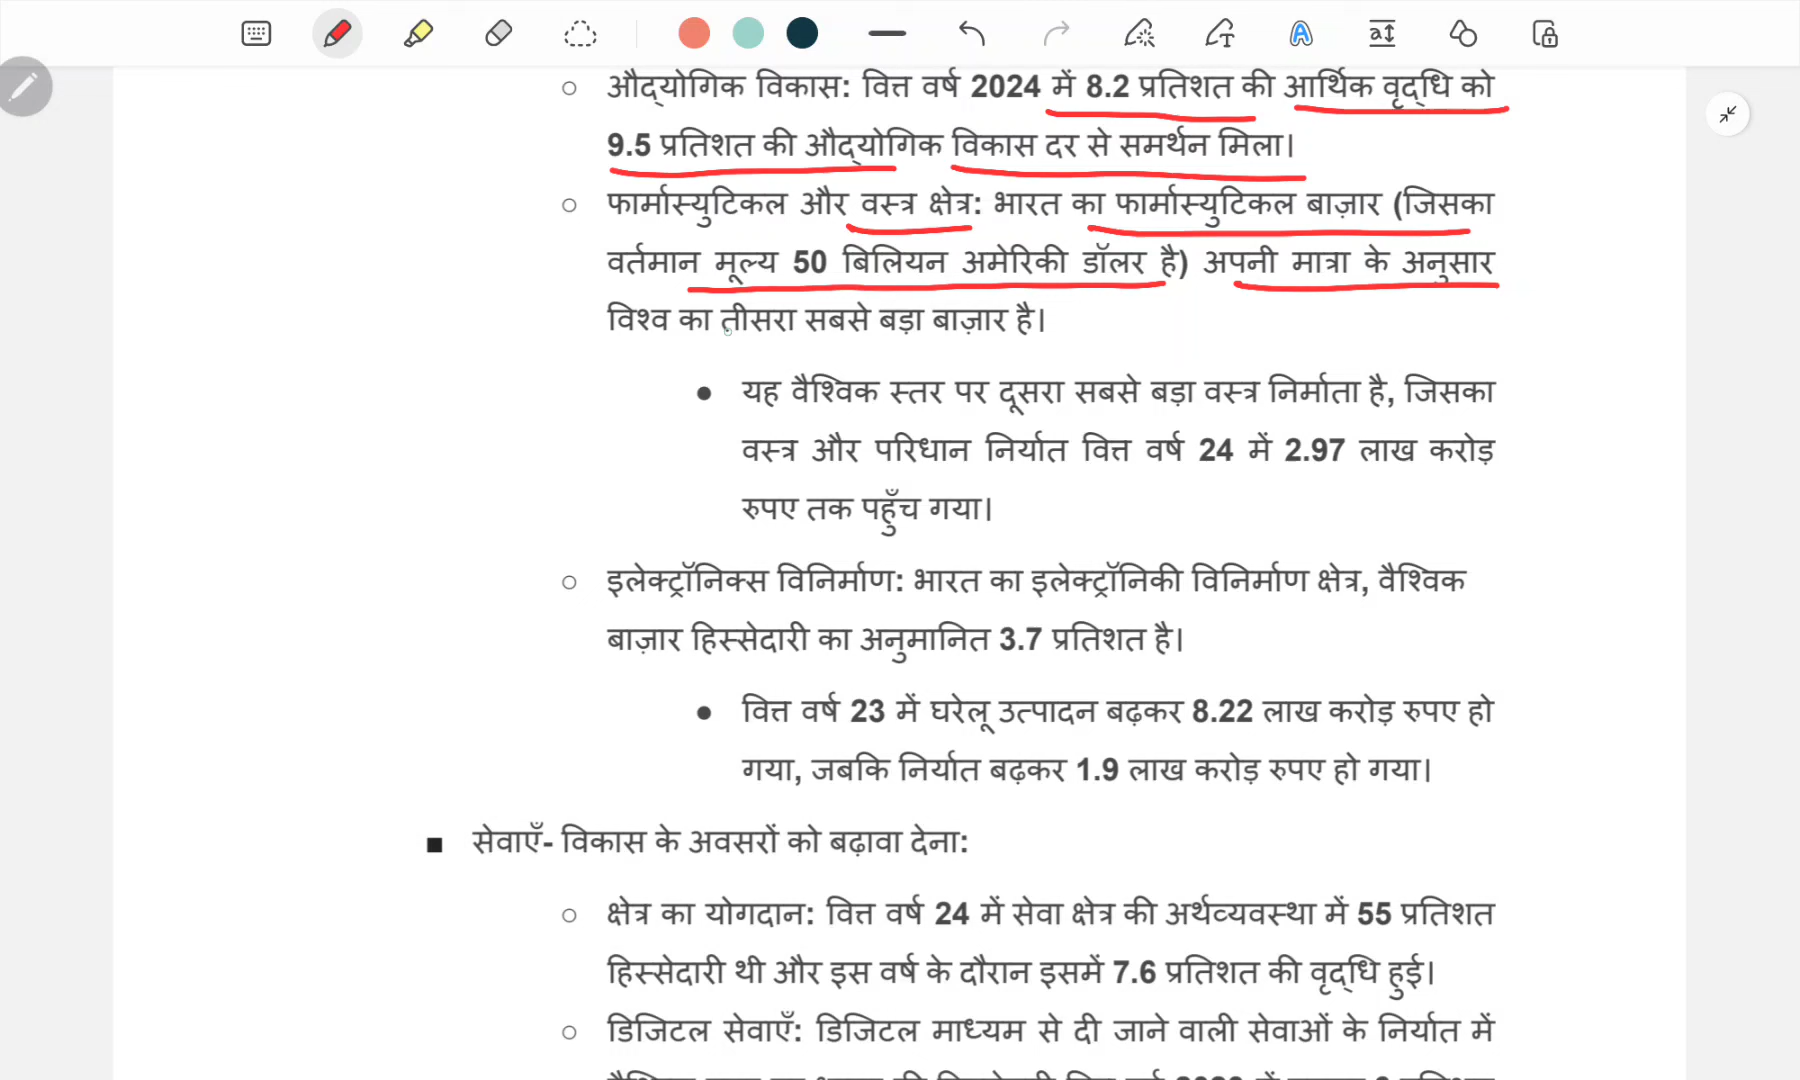 ○ औद्योगिक विकास: वित्त वर्ष 2024 में 8.2 प्रतिशत की आर्थिक वृद्धि को
9.5 प्रतिशत की औद्योगिक विकास दर से समर्थन मिला।
○ फार्मास्युटिकल और वस्त्र क्षेत्र: भारत का फार्मास्युटिकल बाज़ार (जिसका
वर्तमान मूल्य 50 बिलियन अमेरिकी डॉलर है) अपनी मात्रा के अनुसार
विश्व का तीसरा सबसे बड़ा बाज़ार है।
● यह वैश्विक स्तर पर दूसरा सबसे बड़ा वस्त्र निर्माता है, जिसका
वस्त्र और परिधान निर्यात वित्त वर्ष 24 में 2.97 लाख करोड़
रुपए तक पहुँच गया।
○ इलेक्ट्रॉनिक्स विनिर्माण: भारत का इलेक्ट्रॉनिकी विनिर्माण क्षेत्र, वैश्विक
बाज़ार हिस्सेदारी का अनुमानित 3.7 प्रतिशत है।
● वित्त वर्ष 23 में घरेलू उत्पादन बढ़कर 8.22 लाख करोड़ रुपए हो
गया, जबकि निर्यात बढ़कर 1.9 लाख करोड़ रुपए हो गया।
■ सेवाएँ- विकास के अवसरों को बढ़ावा देना:
○ क्षेत्र का योगदान: वित्त वर्ष 24 में सेवा क्षेत्र की अर्थव्यवस्था में 55 प्रतिशत
हिस्सेदारी थी और इस वर्ष के दौरान इसमें 7.6 प्रतिशत की वृद्धि हुई।
○ डिजिटल सेवाएँ: डिजिटल माध्यम से दी जाने वाली सेवाओं के निर्यात में